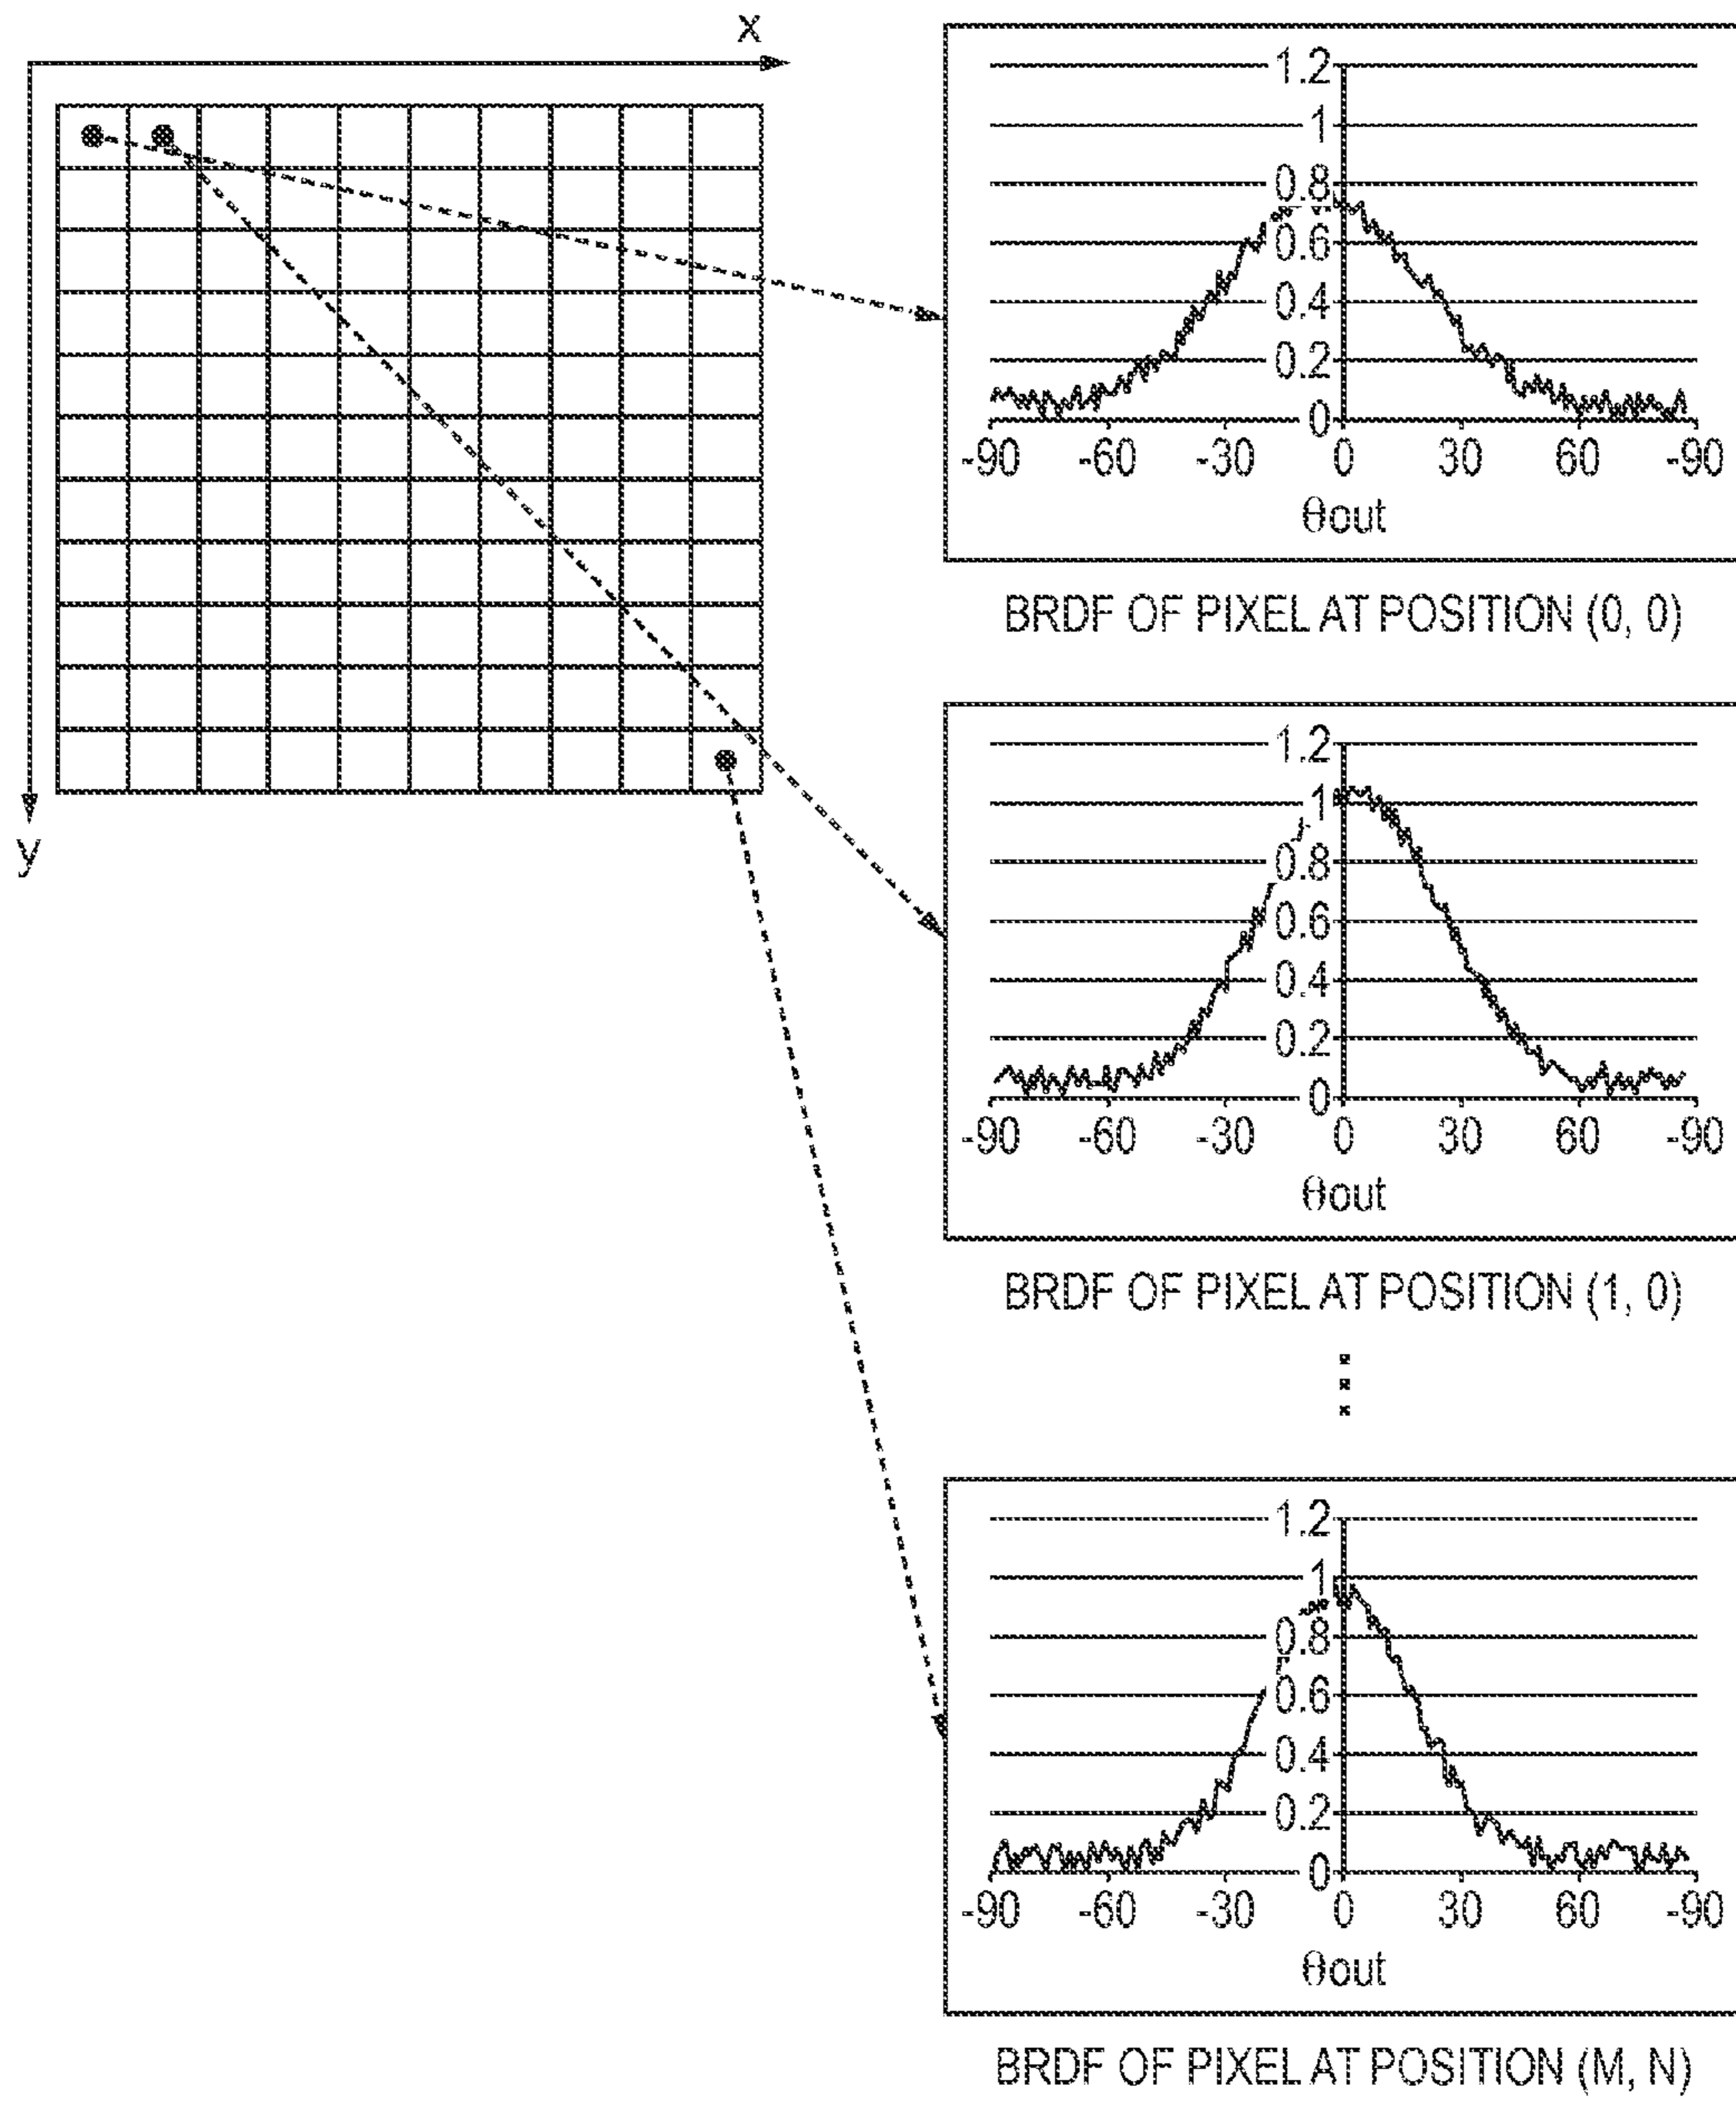 x
y
1.2
1
0.8
0.6
0.4
0.2
0
-90 -60 -30 0 30 60 -90
θout
BRDF OF PIXEL AT POSITION (0, 0)
1.2
1
0.8
0.6
0.4
0.2
0
-90 -60 -30 0 30 60 -90
θout
BRDF OF PIXEL AT POSITION (1, 0)
1.2
1
0.8
0.6
0.4
0.2
0
-90 -60 -30 0 30 60 -90
θout
BRDF OF PIXEL AT POSITION (M, N)